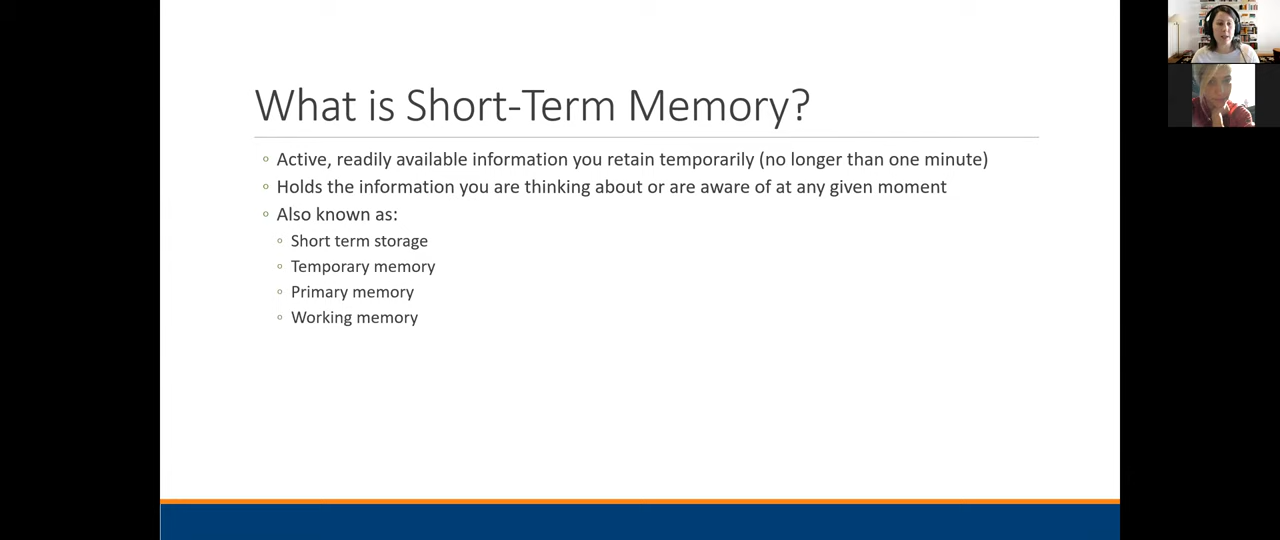 What is Short-Term Memory?
Active, readily available information you retain temporarily (no longer than one minute)
Holds the information you are thinking about or are aware of at any given moment
Also known as:
Short term storage
Temporary memory
Primary memory
Working memory